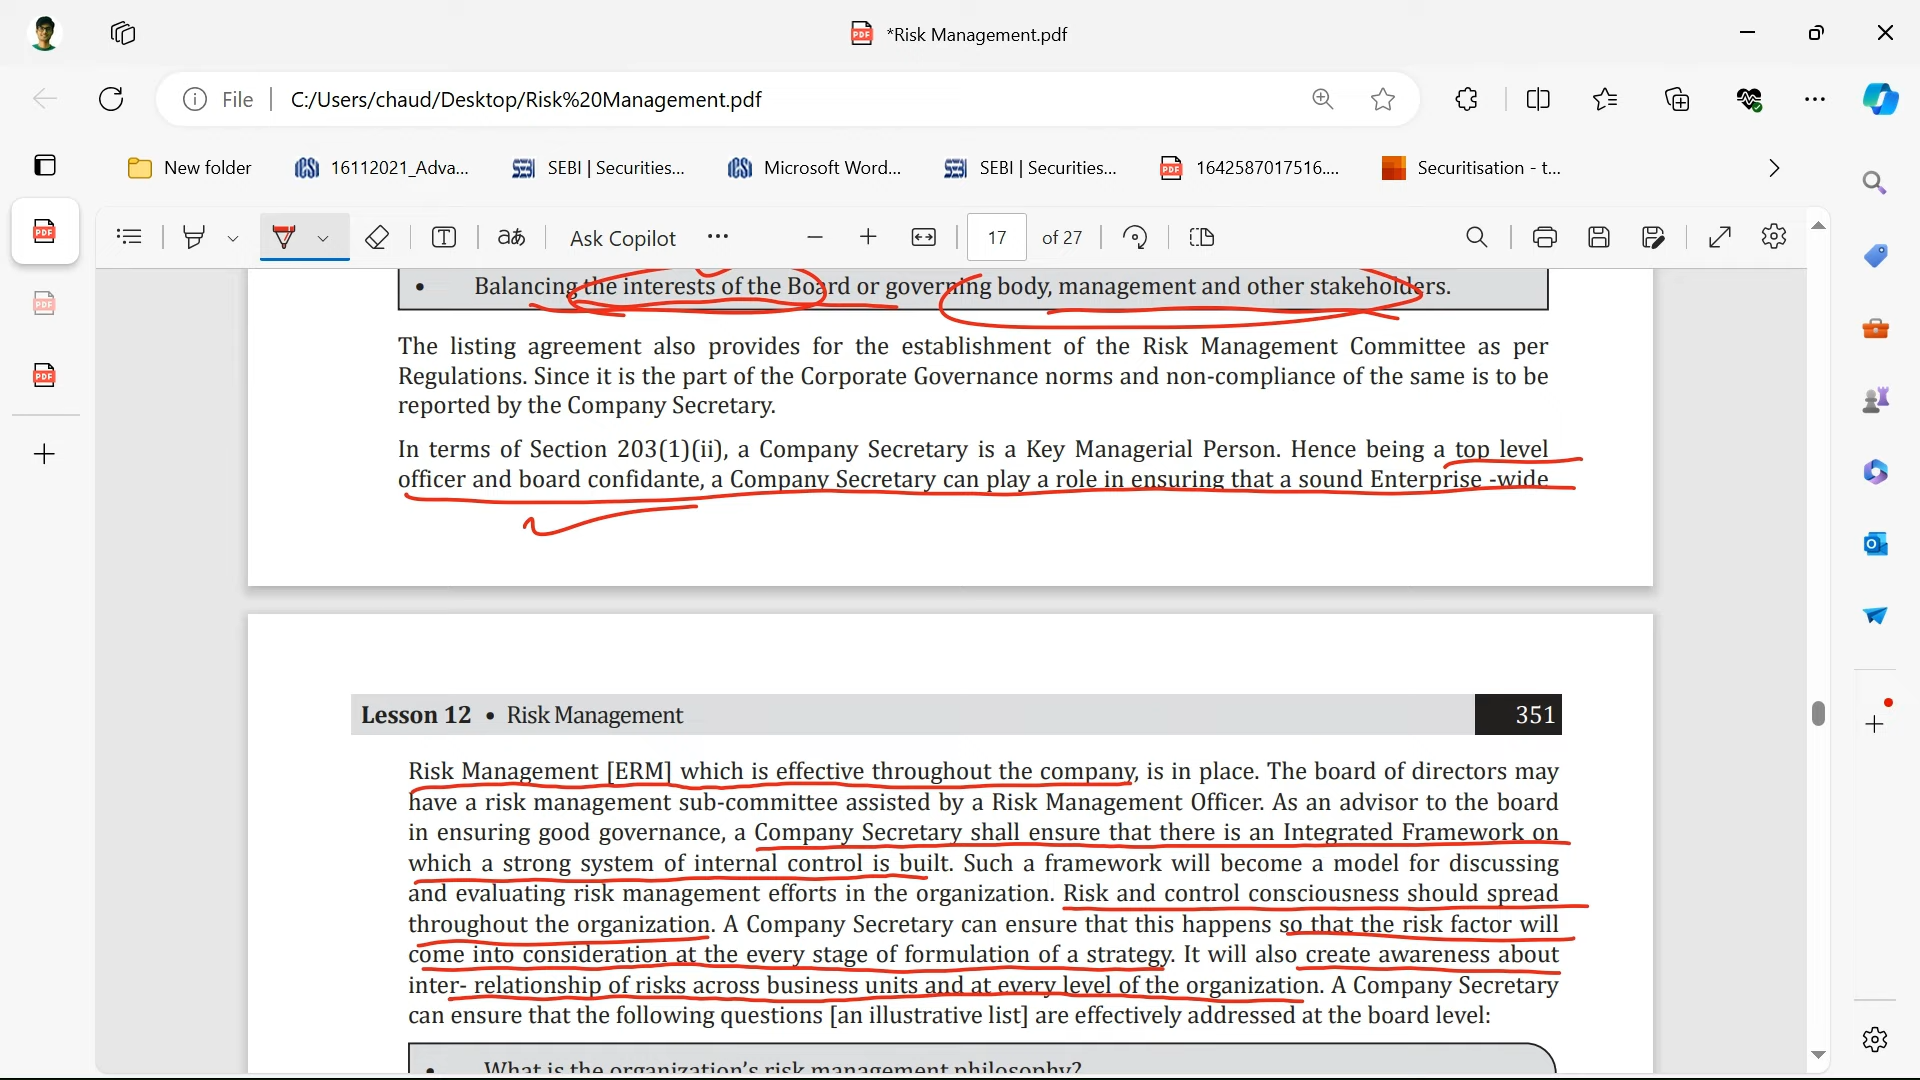 *Risk Management.pdf
File
C:/Users/chaud/Desktop/Risk%20Management.pdf
New folder
16112021_Adva...
SEBI | Securities...
Microsoft Word...
SEBI | Securities...
1642587017516....
Securitisation - t...
Ask Copilot
17 of 27
• Balancing the interests of the Board or governing body, management and other stakeholders.
The listing agreement also provides for the establishment of the Risk Management Committee as per
Regulations. Since it is the part of the Corporate Governance norms and non-compliance of the same is to be
reported by the Company Secretary.
In terms of Section 203(1)(ii), a Company Secretary is a Key Managerial Person. Hence being a top level
officer and board confidante, a Company Secretary can play a role in ensuring that a sound Enterprise -wide
Lesson 12 • Risk Management 351
Risk Management [ERM] which is effective throughout the company, is in place. The board of directors may
have a risk management sub-committee assisted by a Risk Management Officer. As an advisor to the board
in ensuring good governance, a Company Secretary shall ensure that there is an Integrated Framework on
which a strong system of internal control is built. Such a framework will become a model for discussing
and evaluating risk management efforts in the organization. Risk and control consciousness should spread
throughout the organization. A Company Secretary can ensure that this happens so that the risk factor will
come into consideration at the every stage of formulation of a strategy. It will also create awareness about
inter- relationship of risks across business units and at every level of the organization. A Company Secretary
can ensure that the following questions [an illustrative list] are effectively addressed at the board level:
• What is the organization's risk management philosophy?